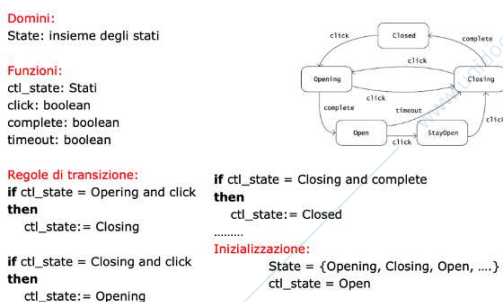 Domini:
State: insieme degli stati
Funzioni:
ctl_state: Stati
click: boolean
complete: boolean
timeout: boolean
Regole di transizione:
if ctl_state = Opering and click
then
ctl_state:= Closing
if ctl_state = Closing and click
then
ctl_state:= Opening
click
Closed
complete
click
Opening
Closing
click
complete
timeout
click
Open
StayOpen
click
if ctl_state = Closing and complete
then
ctl_state:= Closed
.........
Inizializzazione:
State = {Opening, Closing, Open, ....}
ctl_state = Open